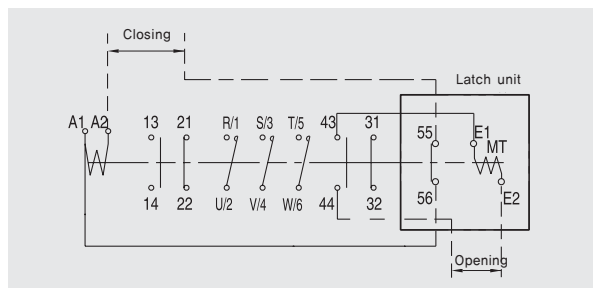 Closing
Latch unit
A1 A2 13 21 R/1 S/3 T/5 43 31 55 E1
MT
14 22 U/2 V/4 W/6 44 32 56 E2
Opening